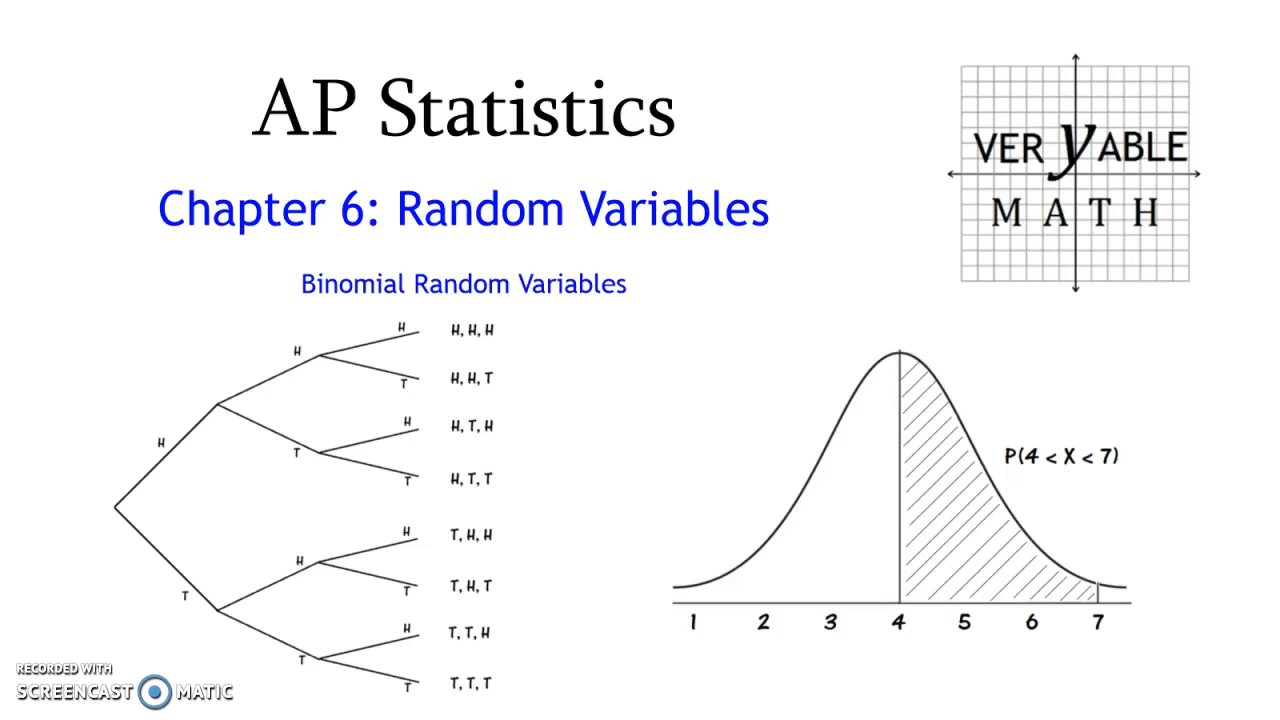 AP Statistics
Chapter 6: Random Variables
Binomial Random Variables
VER y ABLE
M A T H
H
H, H, H
H
T
H, H, T
H
H, T, H
H
T
T
H, T, T
H
T, H, H
H
T
T
T, H, T
H
T, T, H
T
T
T, T, T
P(4 < X < 7)
1 2 3 4 5 6 7
RECORDED WITH
SCREENCAST MATIC